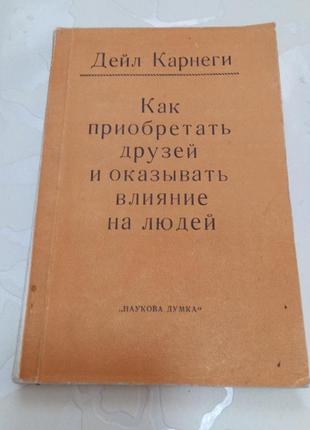 Дейл Карнеги
Как
приобретать
друзей
и оказывать
влияние
на людей
„НАУКОВА ДУМКА“